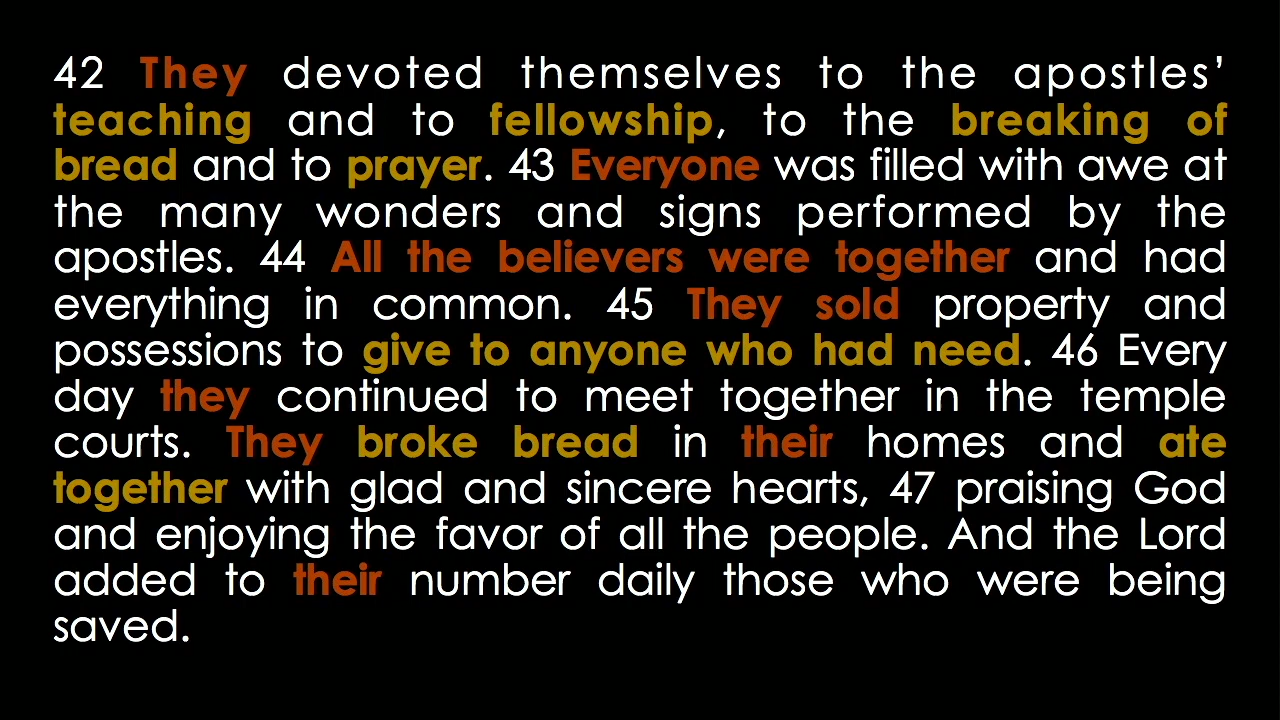 42 They devoted themselves to the apostles’
teaching and to fellowship, to the breaking of
bread and to prayer. 43 Everyone was filled with awe at
the many wonders and signs performed by the
apostles. 44 All the believers were together and had
everything in common. 45 They sold property and
possessions to give to anyone who had need. 46 Every
day they continued to meet together in the temple
courts. They broke bread in their homes and ate
together with glad and sincere hearts, 47 praising God
and enjoying the favor of all the people. And the Lord
added to their number daily those who were being
saved.